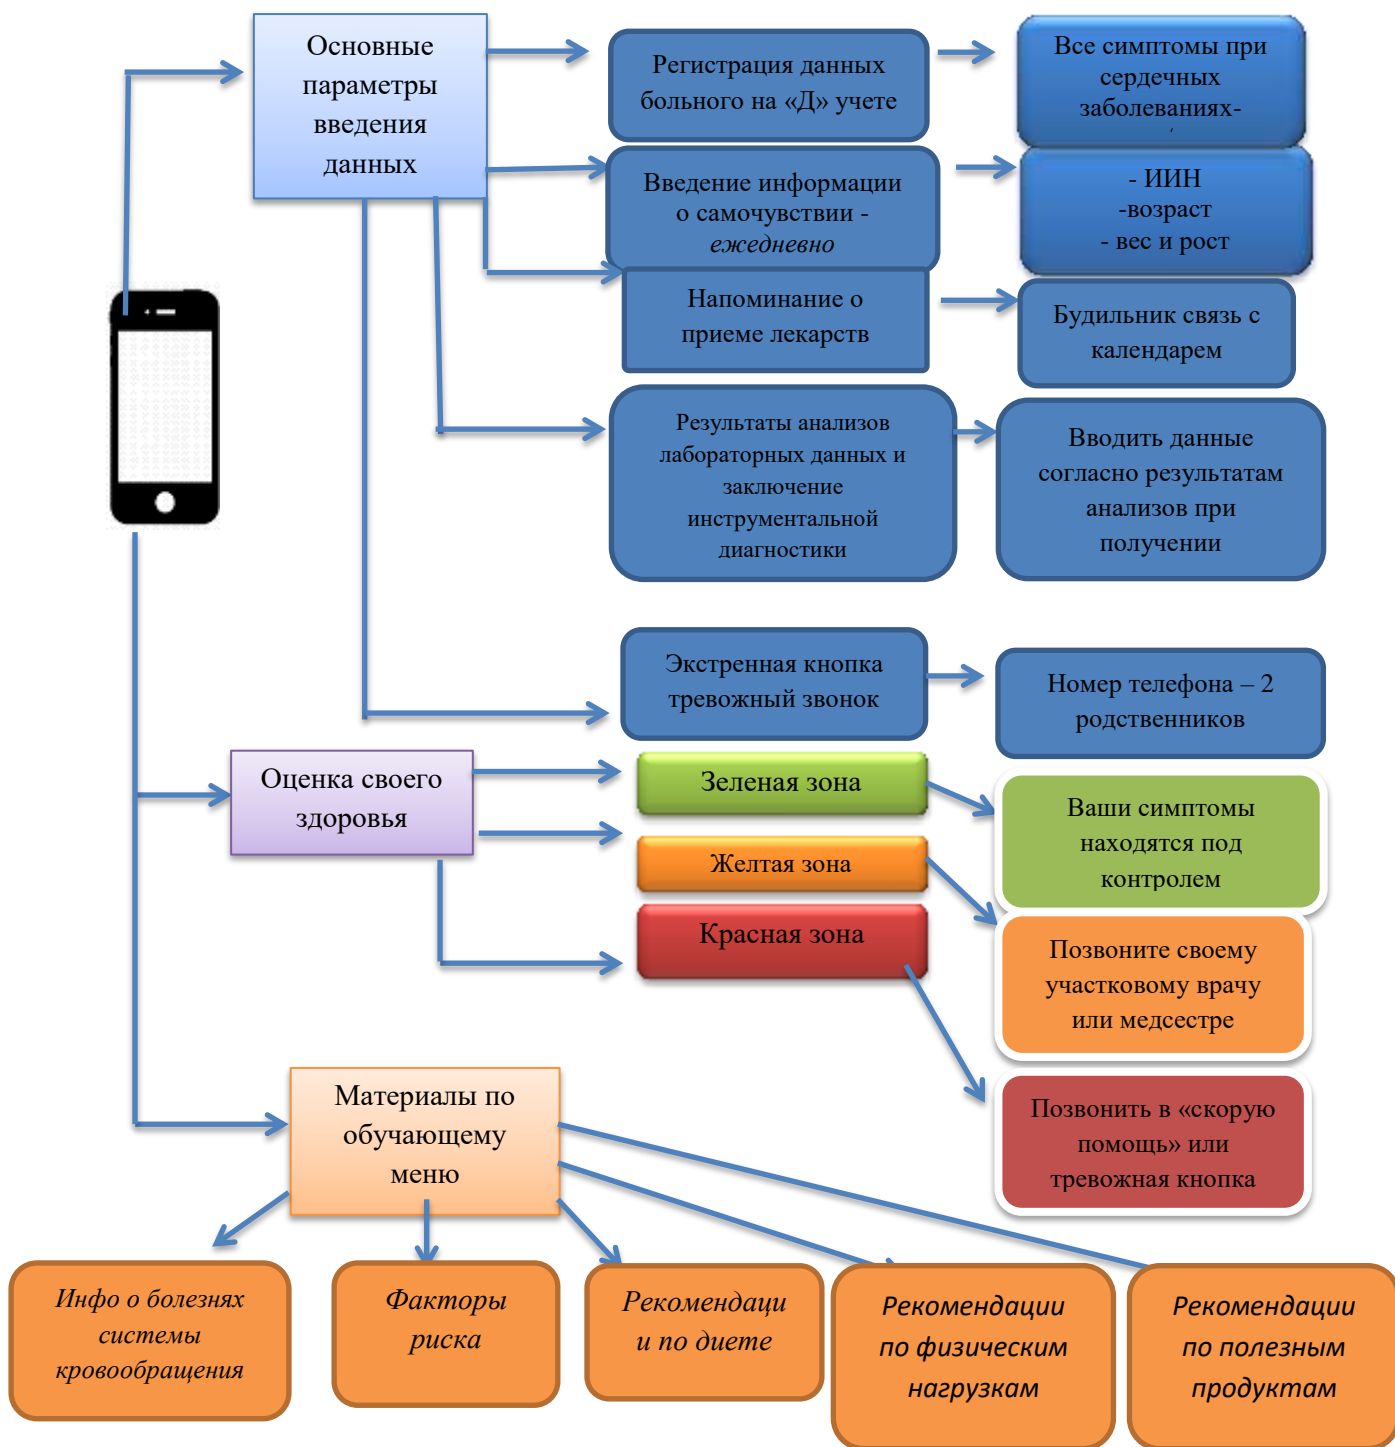 Основные
параметры
введения
данных
Регистрация данных
больного на «Д» учете
Все симптомы при
сердечных
заболеваниях-
Введение информации
о самочувствии -
ежедневно
- ИИН
-возраст
- вес и рост
Напоминание о
приеме лекарств
Будильник связь с
календарем
Результаты анализов
лабораторных данных и
заключение
инструментальной
диагностики
Вводить данные
согласно результатам
анализов при
получении
Экстренная кнопка
тревожный звонок
Номер телефона – 2
родственников
Оценка своего
здоровья
Зеленая зона
Ваши симптомы
находятся под
контролем
Желтая зона
Позвоните своему
участковому врачу
или медсестре
Красная зона
Позвонить в «скорую
помощь» или
тревожная кнопка
Материалы по
обучающему
меню
Инфо о болезнях
системы
кровообращения
Факторы
риска
Рекомендаци
и по диете
Рекомендации
по физическим
нагрузкам
Рекомендации
по полезным
продуктам